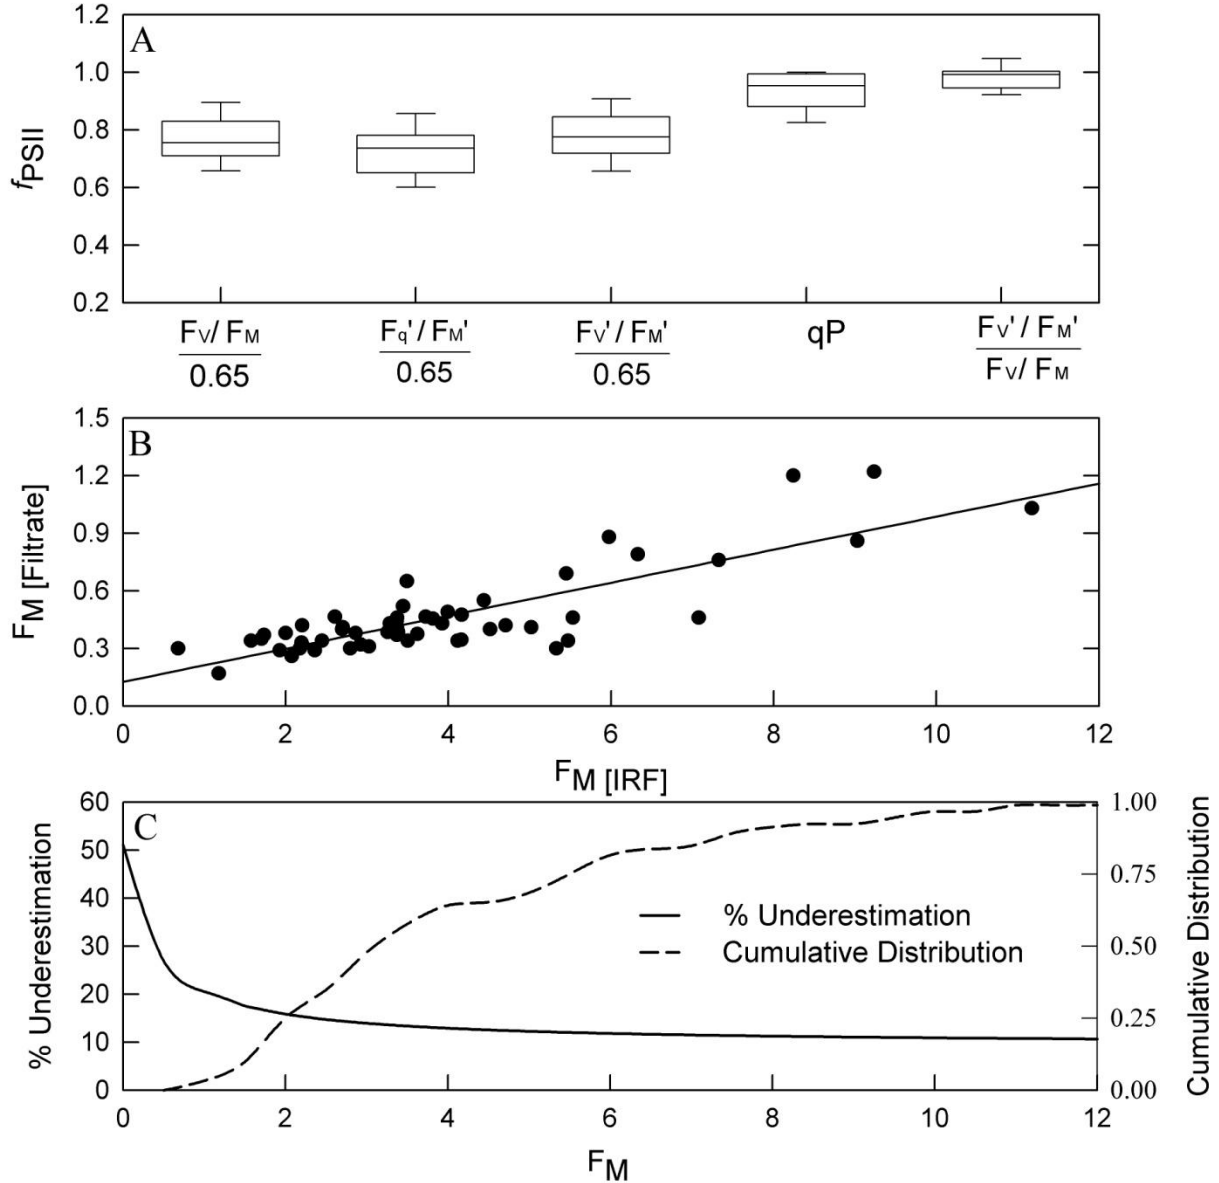 A
1.2
1.0
0.8
0.6
0.4
0.2
fPSII
FV/ FM
0.65
Fq'/ FM'
0.65
FV'/ FM'
0.65
qP
FV'/ FM'
FV/ FM
B
1.5
1.2
0.9
0.6
0.3
0.0
FM [Filtrate]
0 2 4 6 8 10 12
FM [IRF]
C
60
50
40
30
20
10
0
% Underestimation
1.00
0.75
0.50
0.25
0.00
Cumulative Distribution
% Underestimation
Cumulative Distribution
0 2 4 6 8 10 12
FM